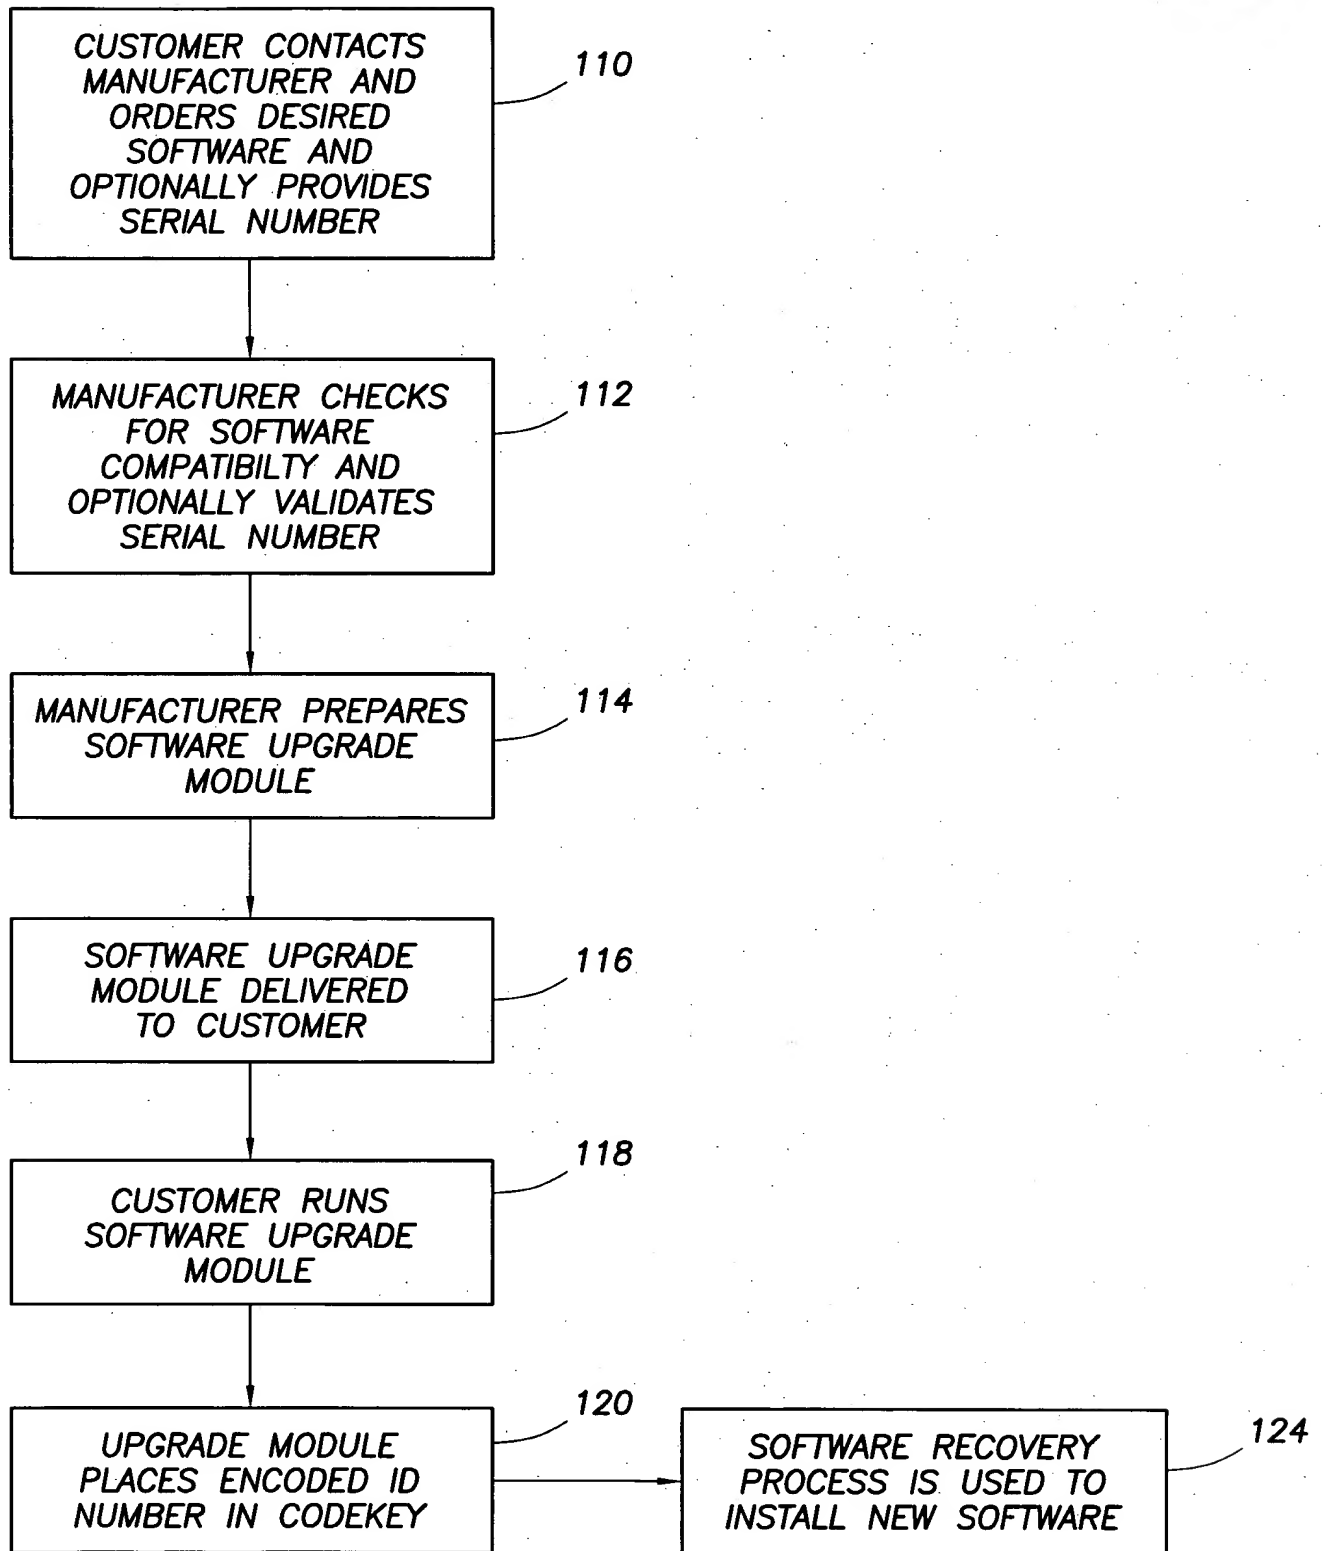 CUSTOMER CONTACTS
MANUFACTURER AND
ORDERS DESIRED
SOFTWARE AND
OPTIONALLY PROVIDES
SERIAL NUMBER
110
MANUFACTURER CHECKS
FOR SOFTWARE
COMPATIBILTY AND
OPTIONALLY VALIDATES
SERIAL NUMBER
112
MANUFACTURER PREPARES
SOFTWARE UPGRADE
MODULE
114
SOFTWARE UPGRADE
MODULE DELIVERED
TO CUSTOMER
116
CUSTOMER RUNS
SOFTWARE UPGRADE
MODULE
118
UPGRADE MODULE
PLACES ENCODED ID
NUMBER IN CODEKEY
120
SOFTWARE RECOVERY
PROCESS IS USED TO
INSTALL NEW SOFTWARE
124